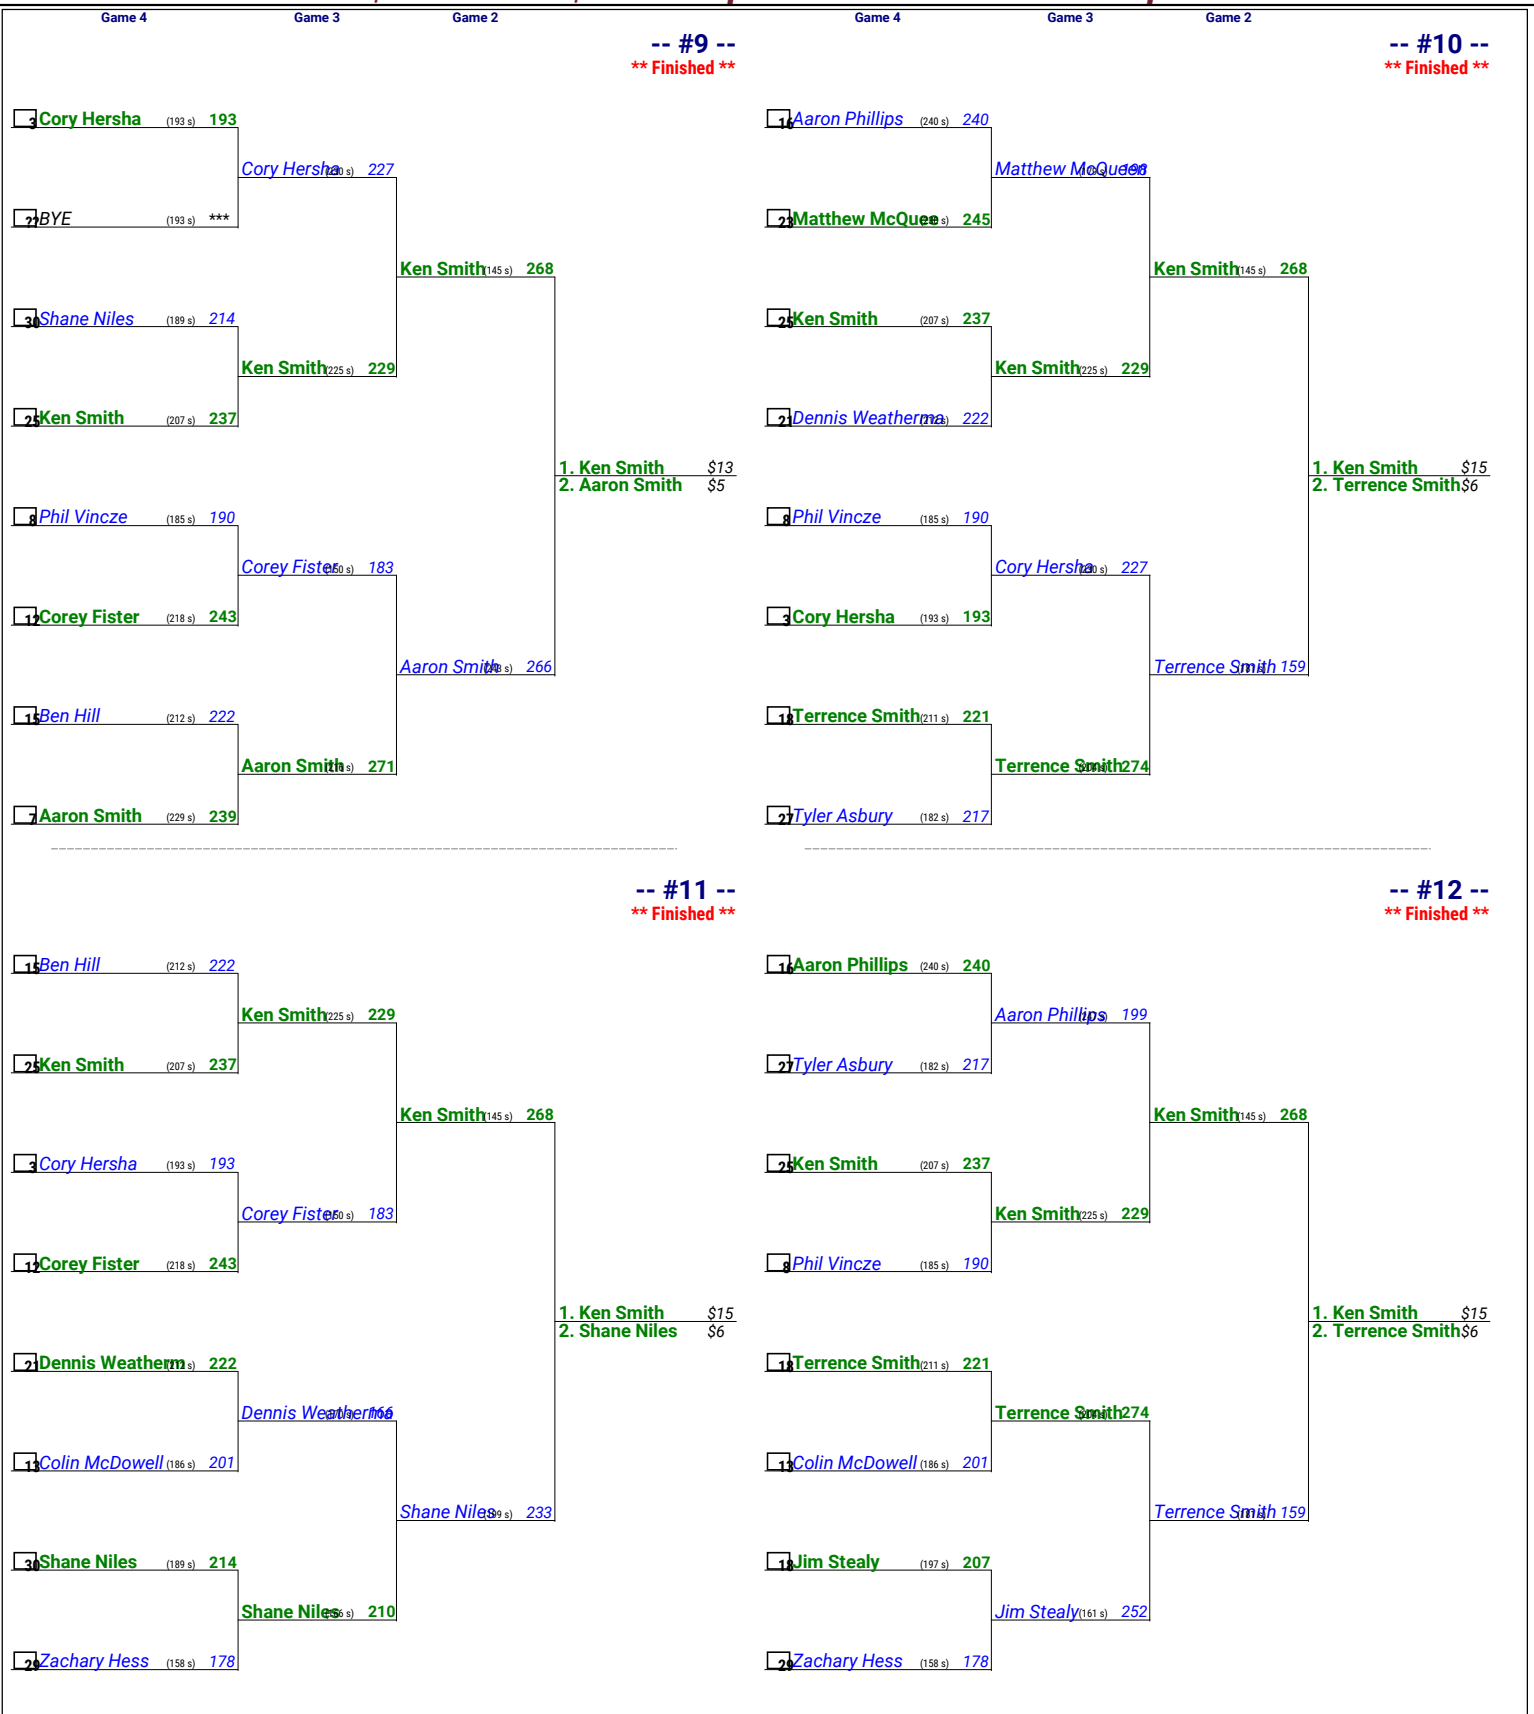 Game 4 Game 3 Game 2 Game 4 Game 3 Game 2
-- #9 -- -- #10 --
** Finished ** ** Finished **
3 Cory Hersha (193 s) 193
16 Aaron Phillips (240 s) 240
Cory Hersha 227
Matthew McQueen
22 BYE (193 s) ***
23 Matthew McQuee 245
Ken Smith (145 s) 268
Ken Smith (145 s) 268
30 Shane Niles (189 s) 214
25 Ken Smith (207 s) 237
Ken Smith (225 s) 229
Ken Smith (225 s) 229
25 Ken Smith (207 s) 237
21 Dennis Weatherma 222
1. Ken Smith $13
2. Aaron Smith $5
1. Ken Smith $15
2. Terrence Smith $6
8 Phil Vincze (185 s) 190
8 Phil Vincze (185 s) 190
Corey Fister 183
Cory Hersha 227
12 Corey Fister (218 s) 243
3 Cory Hersha (193 s) 193
Aaron Smith 266
Terrence Smith 159
15 Ben Hill (212 s) 222
18 Terrence Smith (211 s) 221
Aaron Smith 271
Terrence Smith 274
7 Aaron Smith (229 s) 239
27 Tyler Asbury (182 s) 217
-- #11 -- -- #12 --
** Finished ** ** Finished **
15 Ben Hill (212 s) 222
16 Aaron Phillips (240 s) 240
Ken Smith (225 s) 229
Aaron Phillips 199
25 Ken Smith (207 s) 237
27 Tyler Asbury (182 s) 217
Ken Smith (145 s) 268
Ken Smith (145 s) 268
3 Cory Hersha (193 s) 193
25 Ken Smith (207 s) 237
Corey Fister 183
Ken Smith (225 s) 229
12 Corey Fister (218 s) 243
8 Phil Vincze (185 s) 190
1. Ken Smith $15
2. Shane Niles $6
1. Ken Smith $15
2. Terrence Smith $6
21 Dennis Weatherm 222
18 Terrence Smith (211 s) 221
Dennis Weatherma 166
Terrence Smith 274
13 Colin McDowell (186 s) 201
13 Colin McDowell (186 s) 201
Shane Niles 233
Terrence Smith 159
30 Shane Niles (189 s) 214
18 Jim Stealy (197 s) 207
Shane Niles 210
Jim Stealy (161 s) 252
29 Zachary Hess (158 s) 178
29 Zachary Hess (158 s) 178